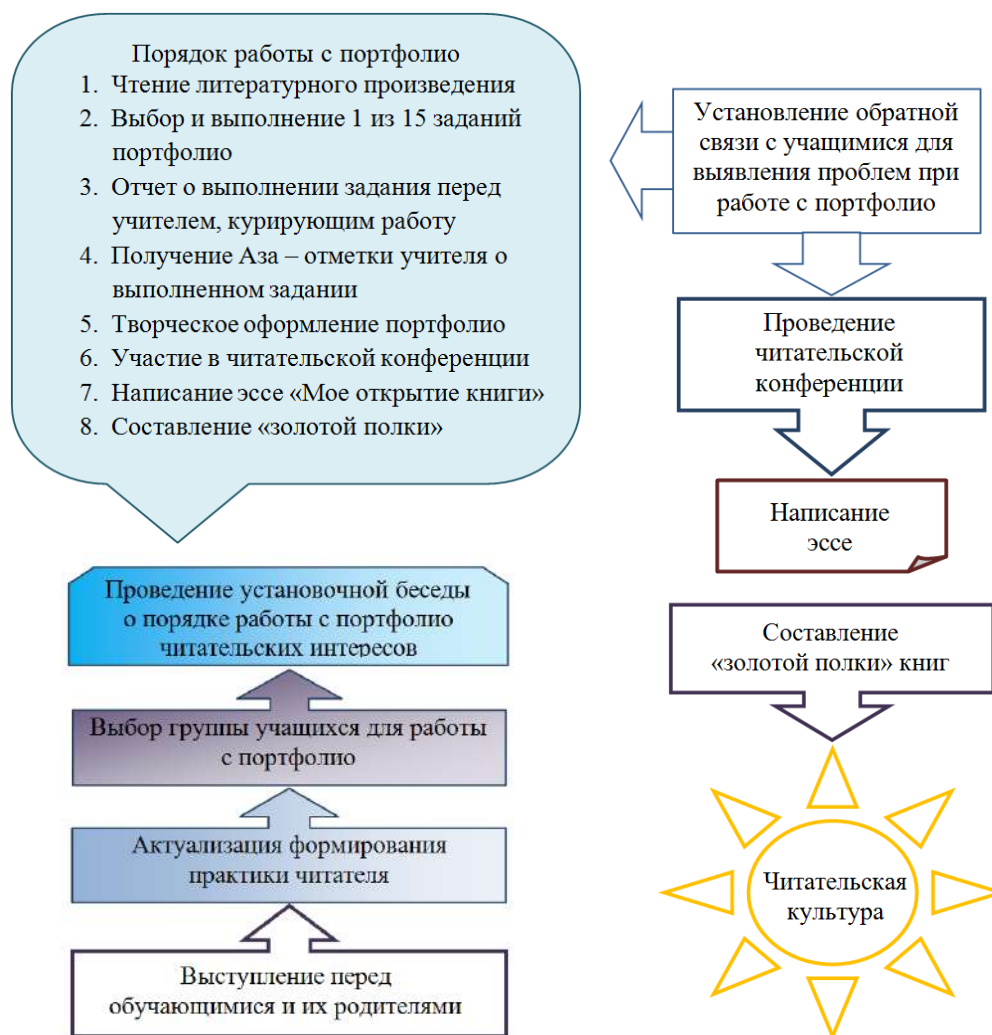 Порядок работы с портфолио
1. Чтение литературного произведения
2. Выбор и выполнение 1 из 15 заданий
портфолио
3. Отчет о выполнении задания перед
учителем, курирующим работу
4. Получение Аза – отметки учителя о
выполненном задании
5. Творческое оформление портфолио
6. Участие в читательской конференции
7. Написание эссе «Мое открытие книги»
8. Составление «золотой полки»
Проведение установочной беседы
о порядке работы с портфолио
читательских интересов
Выбор группы учащихся для работы
с портфолио
Актуализация формирования
практики читателя
Выступление перед
обучающимися и их родителями
Установление обратной
связи с учащимися для
выявления проблем при
работе с портфолио
Проведение
читательской
конференции
Написание
эссе
Составление
«золотой полки» книг
Читательская
культура